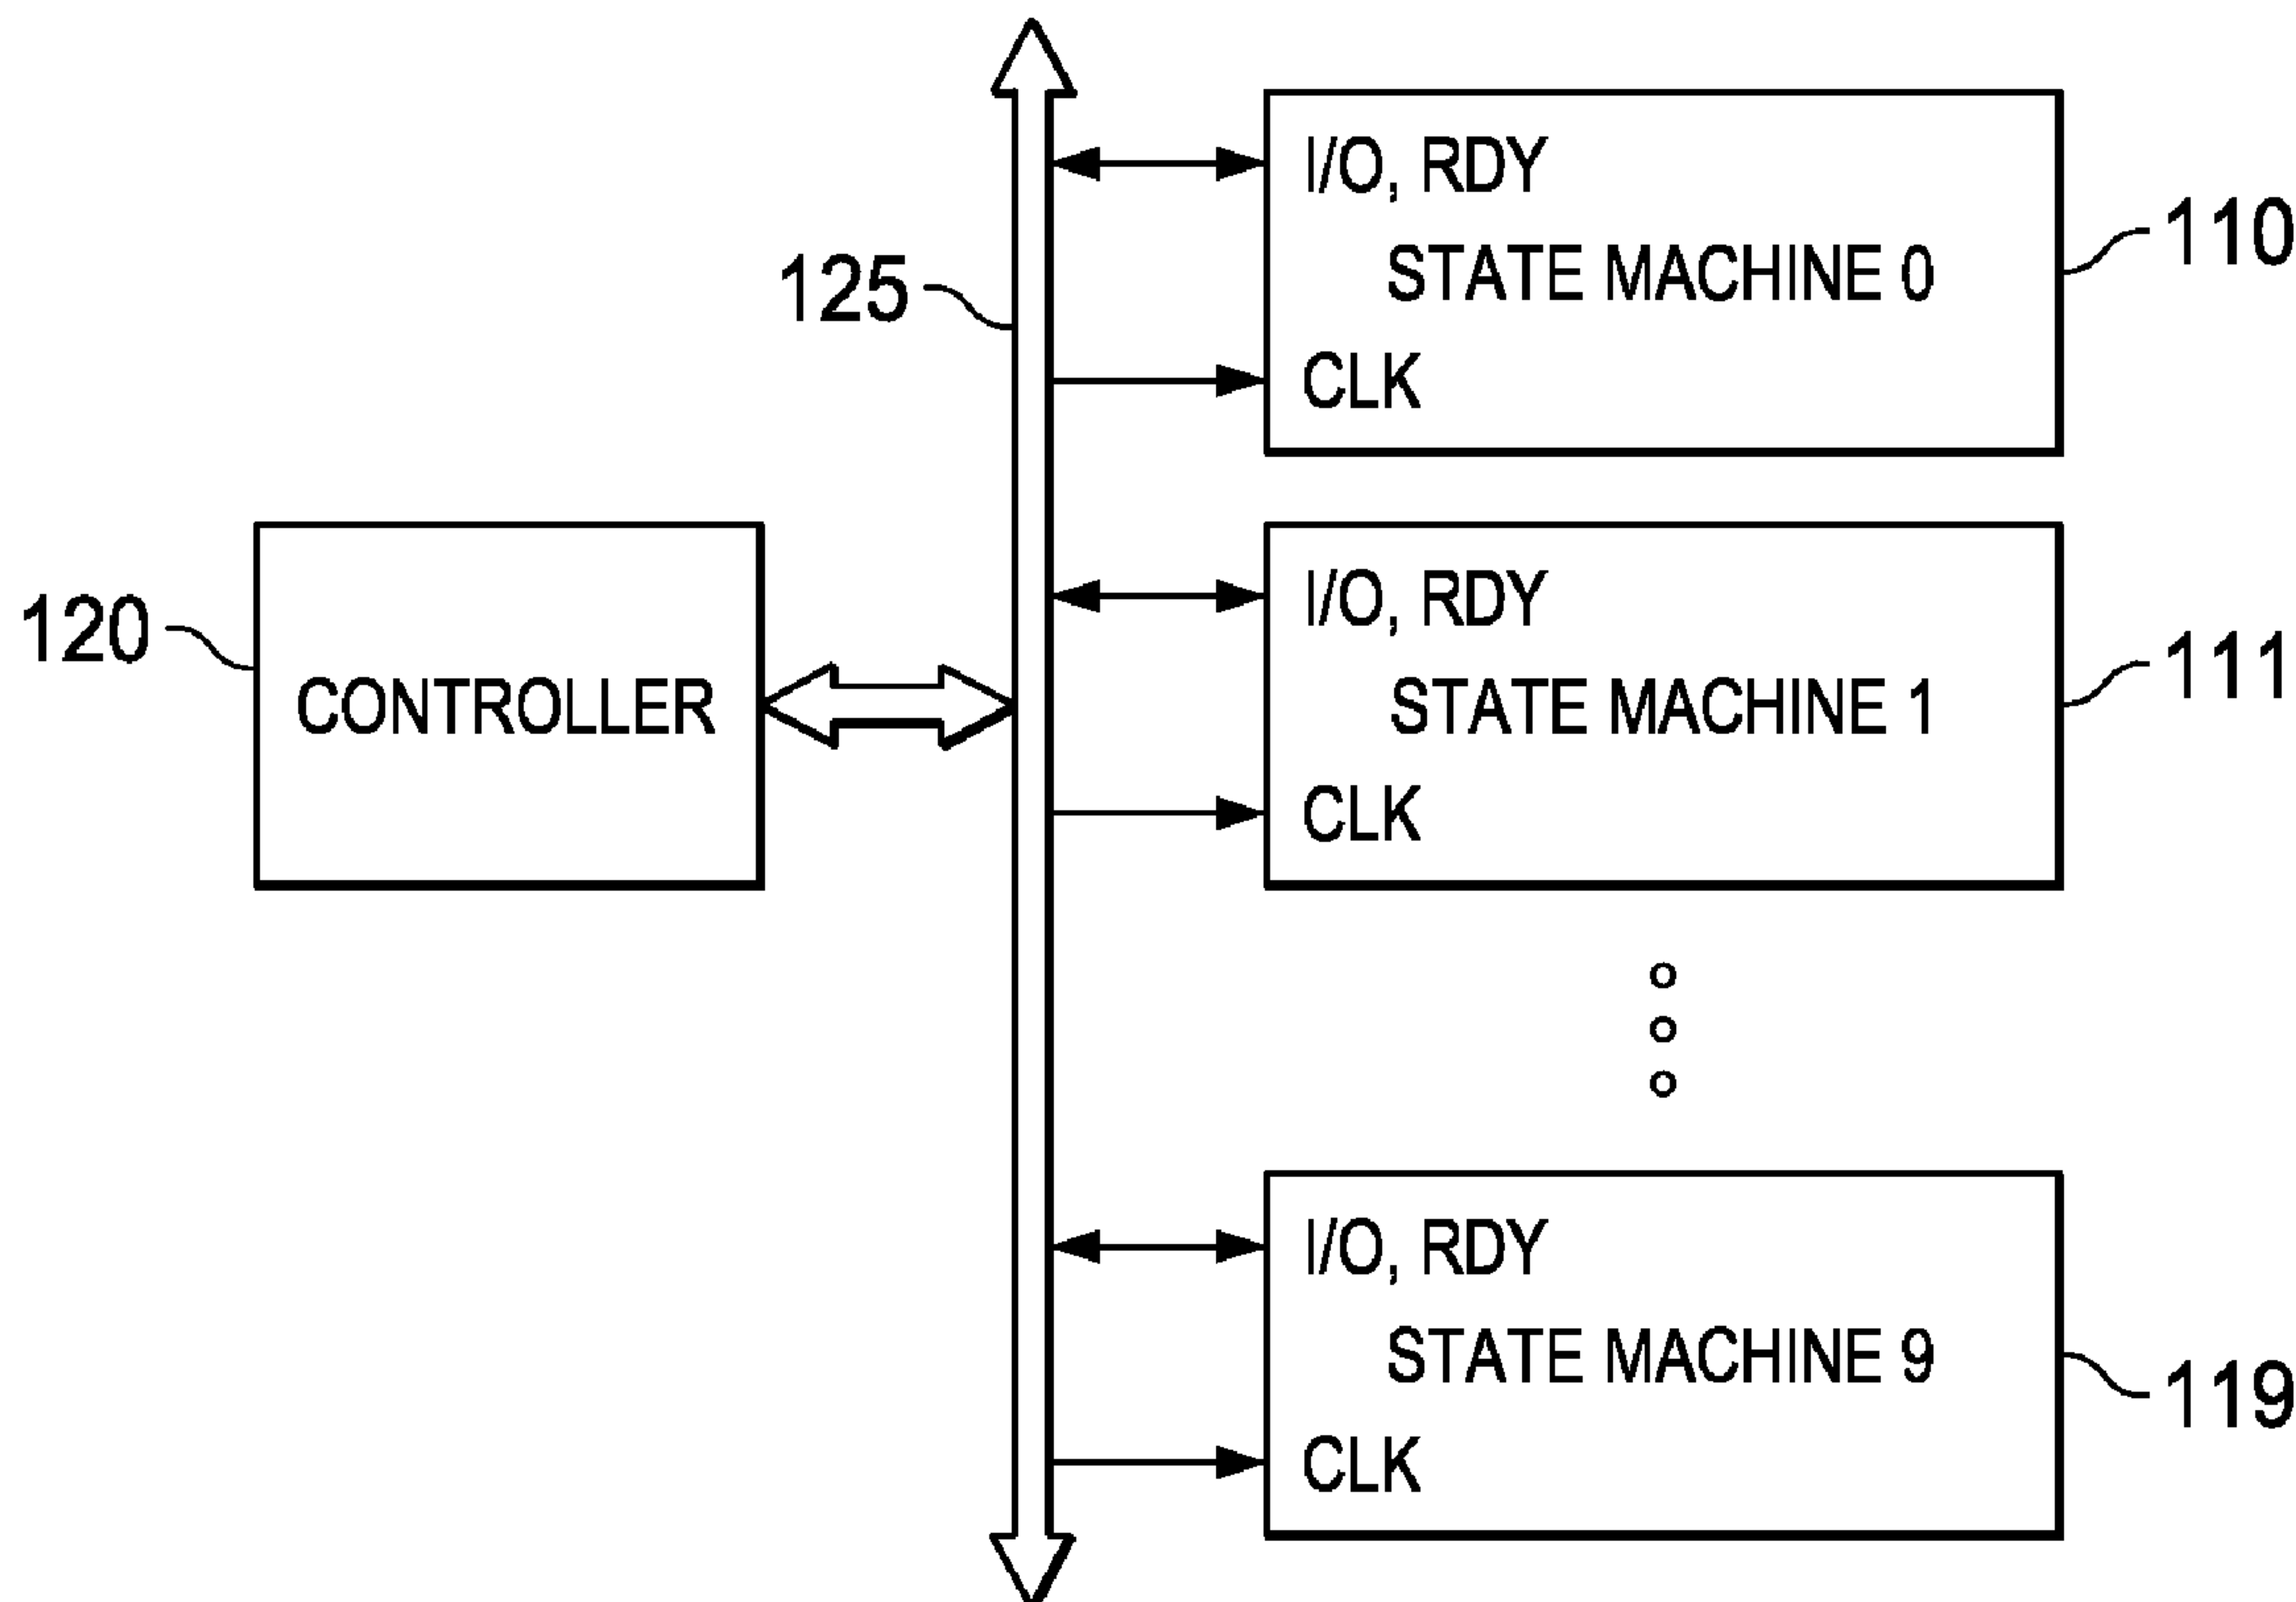 I/O, RDY
STATE MACHINE 0
CLK
110
125
I/O, RDY
STATE MACHINE 1
CLK
111
120
CONTROLLER
I/O, RDY
STATE MACHINE 9
CLK
119